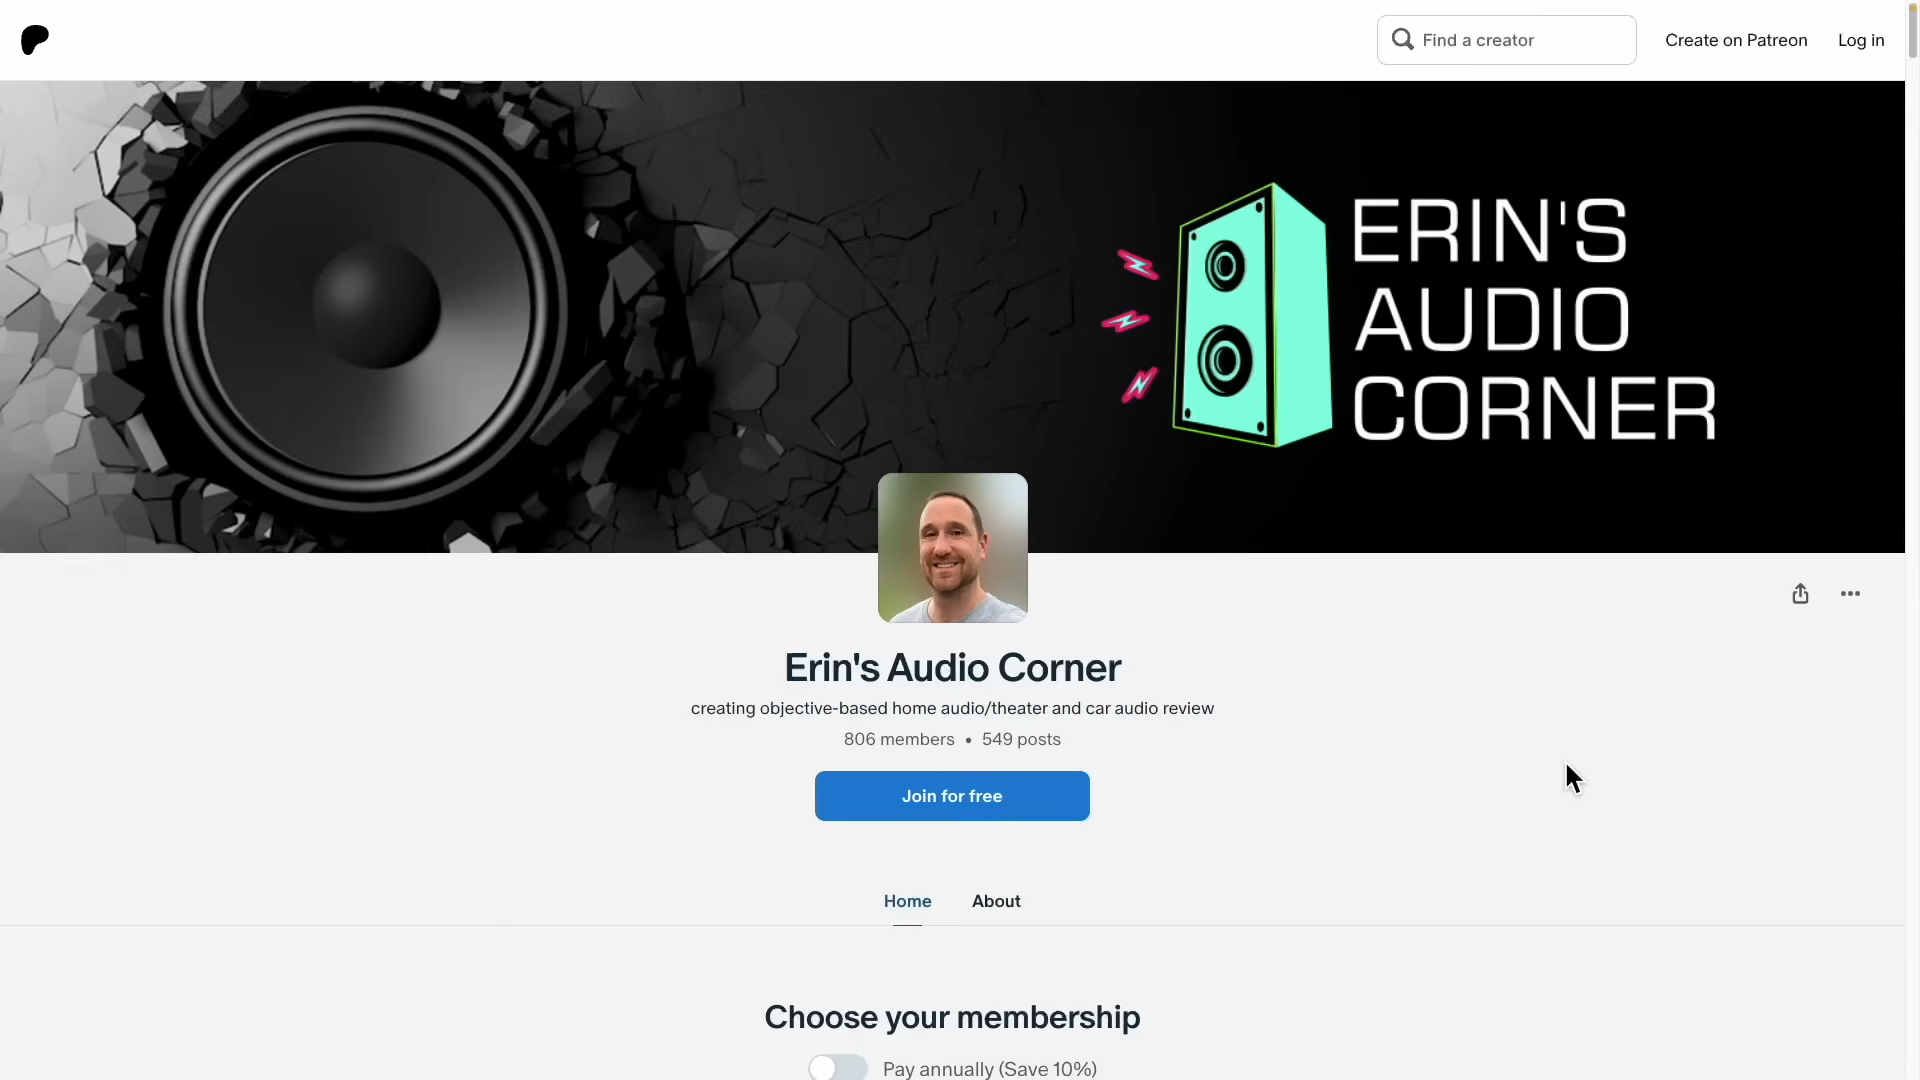 Find a creator
Create on Patreon
Log in
ERIN'S
AUDIO
CORNER
Erin's Audio Corner
creating objective-based home audio/theater and car audio review
806 members • 549 posts
Join for free
Home
About
Choose your membership
Pay annually (Save 10%)